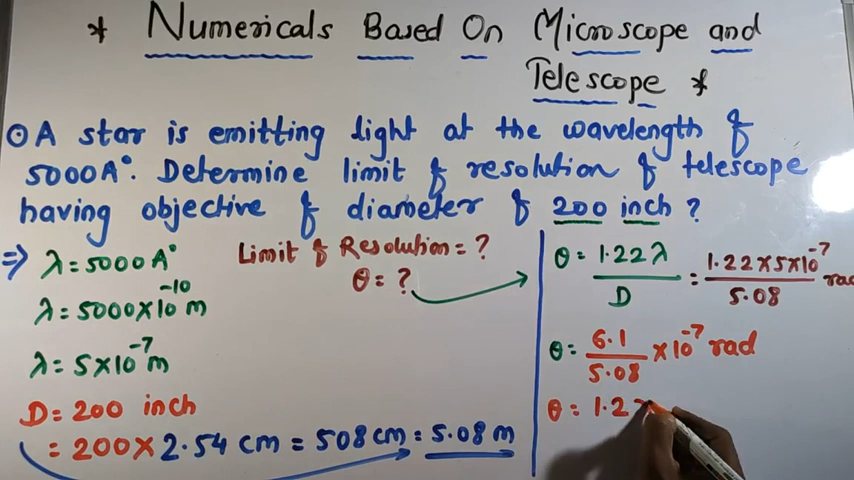 * Numericals Based On Microscope and
Telescope *
⊙ A star is emitting light at the wavelength of
5000A°. Determine limit of resolution of telescope
having objective of diameter of 200 inch ?
⇒ λ = 5000 A°
λ = 5000×10⁻¹⁰ m
λ = 5×10⁻⁷ m
D = 200 inch
= 200 × 2.54 cm = 508 cm = 5.08 m
Limit of Resolution = ?
θ = ?
θ = 1.22λ / D = 1.22×5×10⁻⁷ / 5.08 rad
θ = 6.1 / 5.08 × 10⁻⁷ rad
θ = 1.2